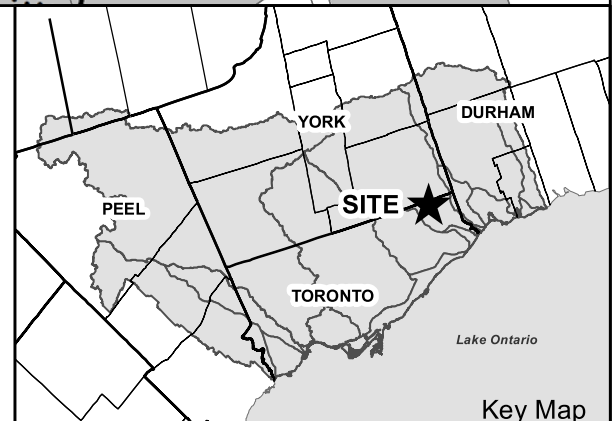 YORK
DURHAM
PEEL
SITE
TORONTO
Lake Ontario
Key Map